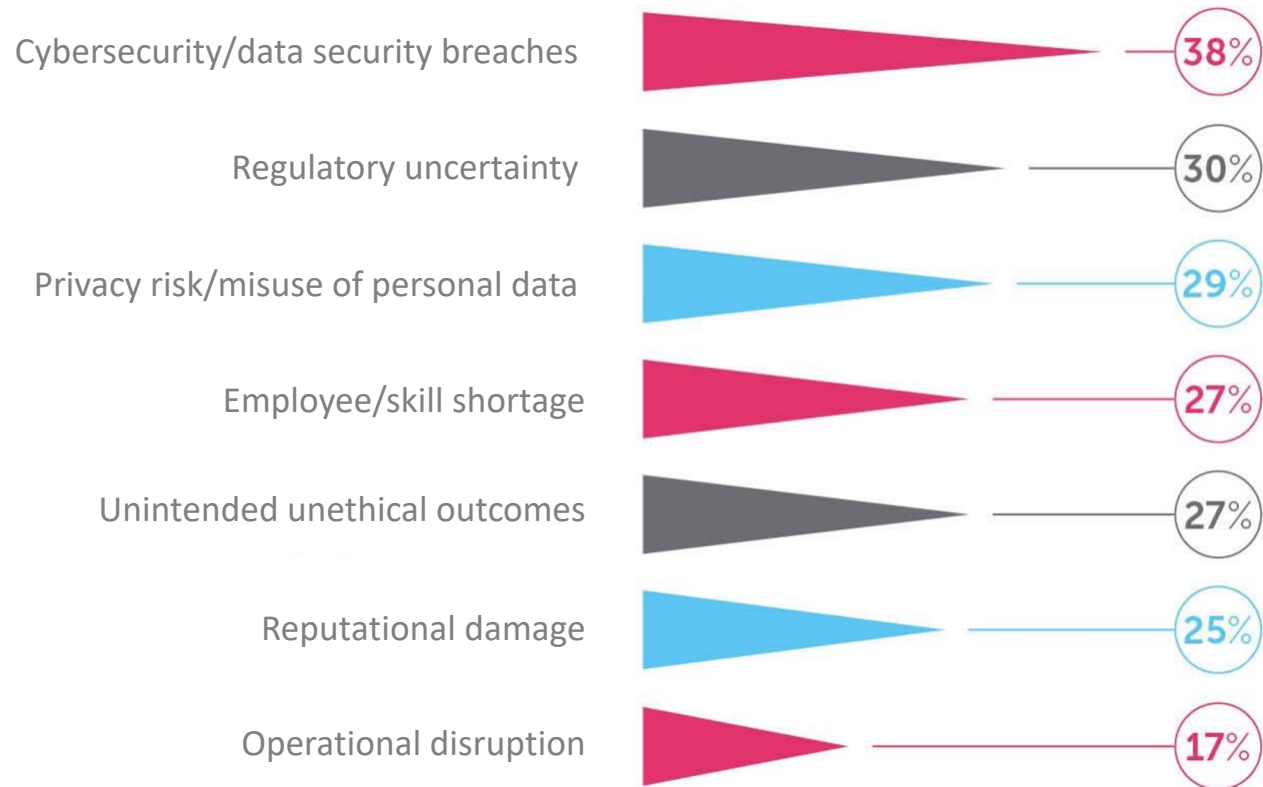 Cybersecurity/data security breaches 38%
Regulatory uncertainty 30%
Privacy risk/misuse of personal data 29%
Employee/skill shortage 27%
Unintended unethical outcomes 27%
Reputational damage 25%
Operational disruption 17%